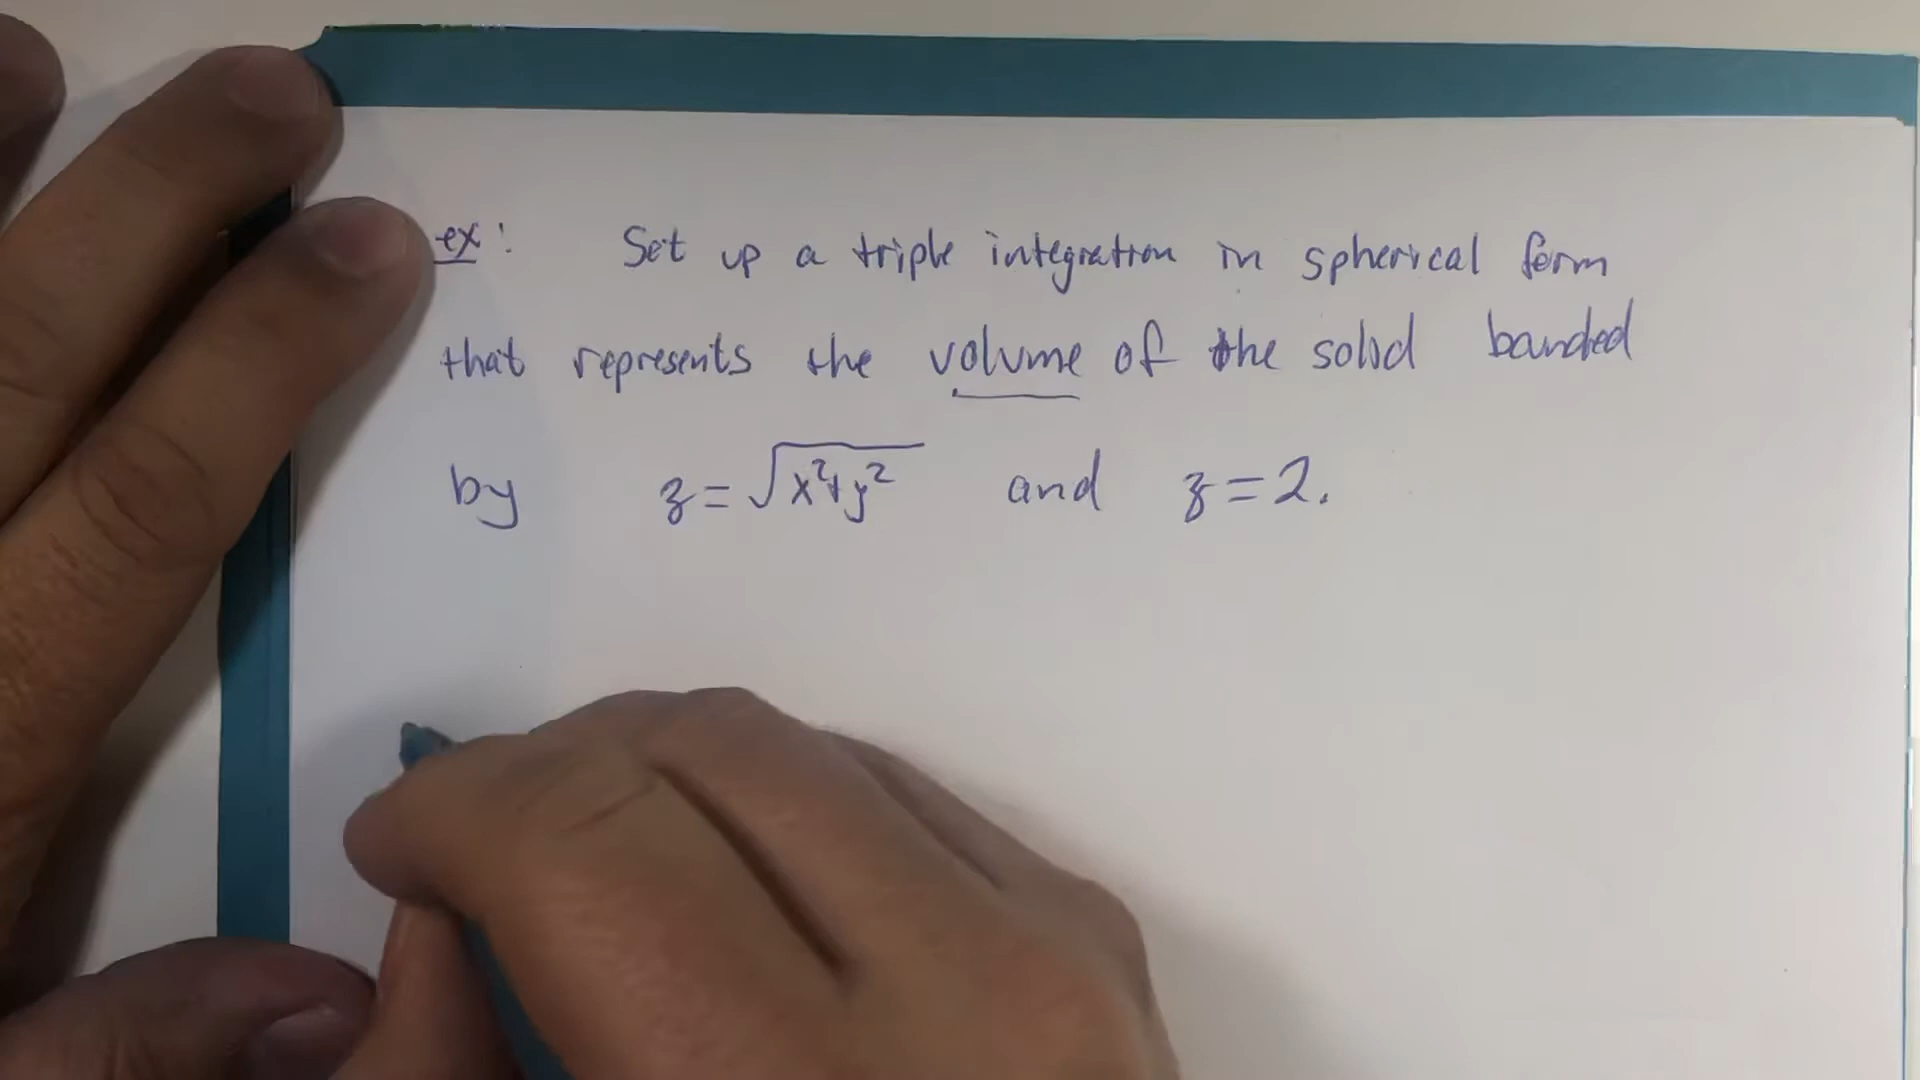 ex: Set up a triple integration in spherical form
that represents the volume of the solid bounded
by z = √x²+y² and z = 2.